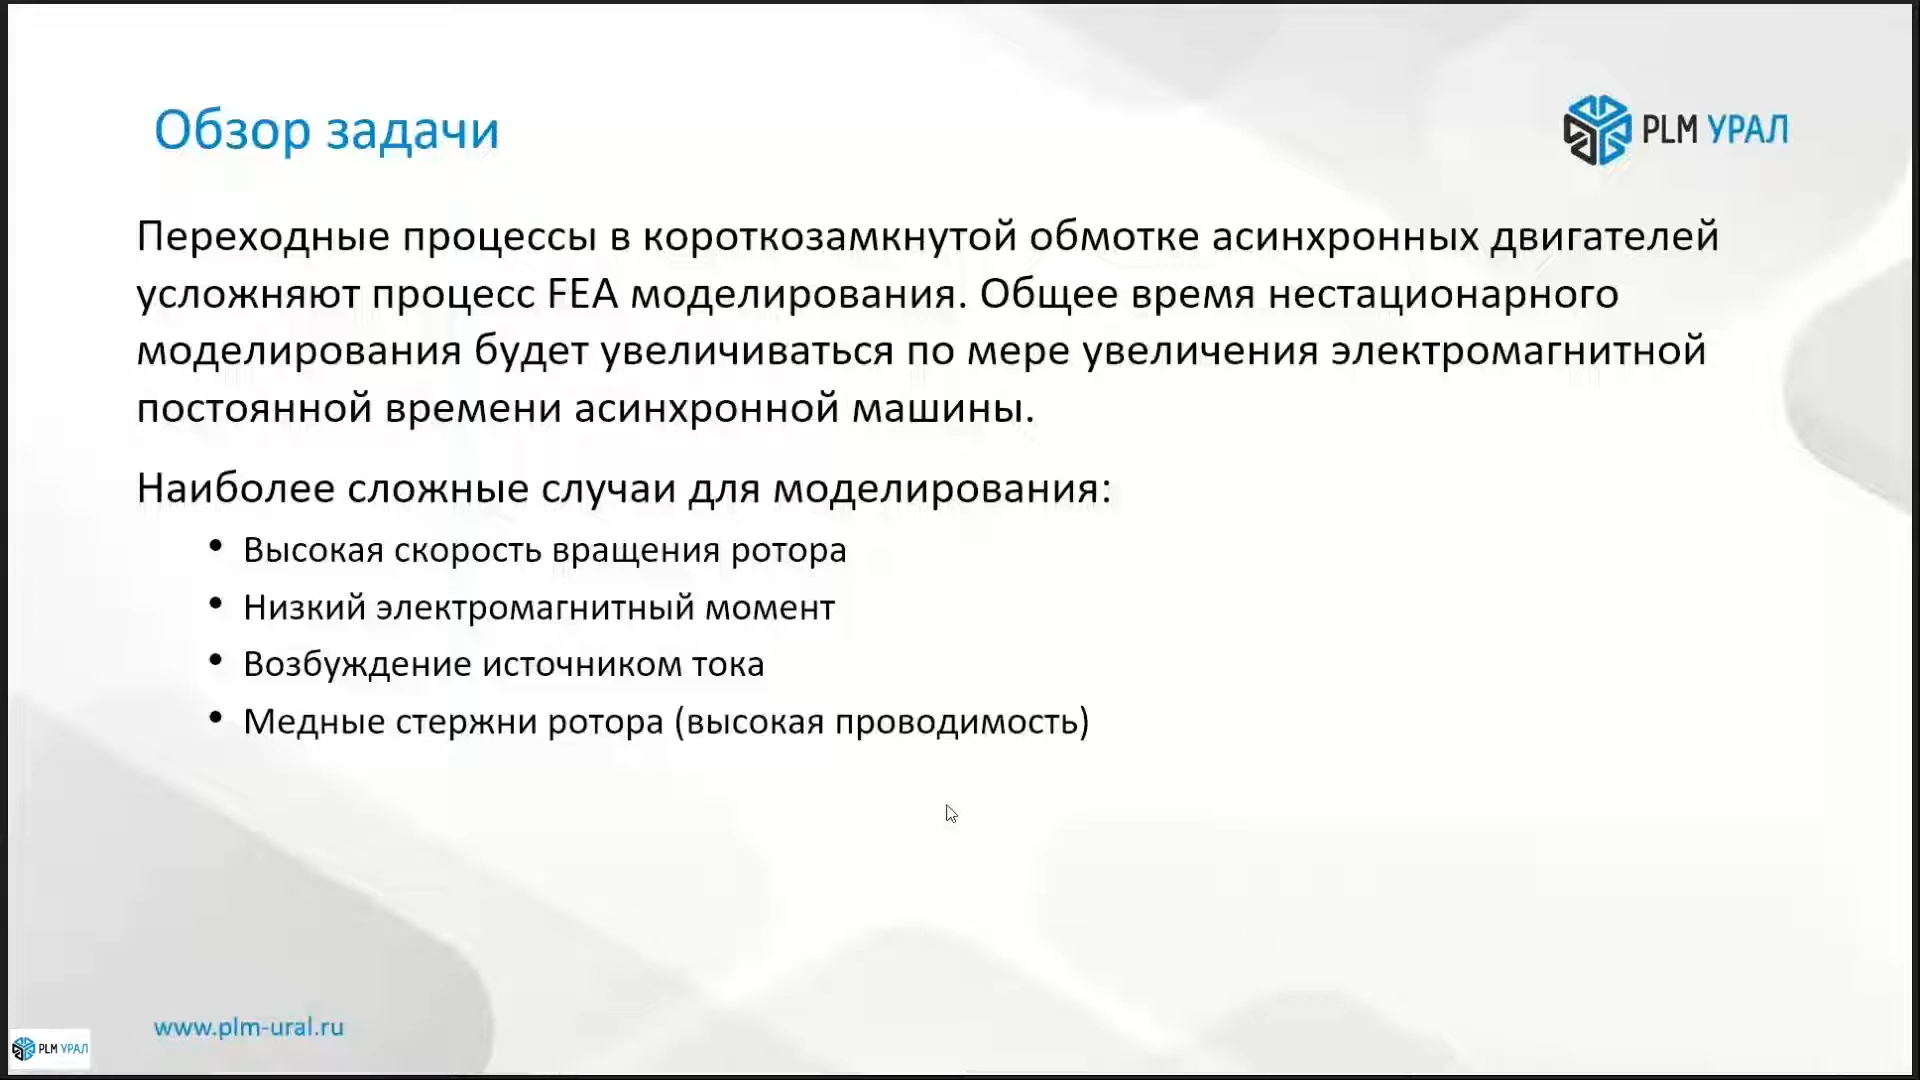 Обзор задачи
PLM УРАЛ
Переходные процессы в короткозамкнутой обмотке асинхронных двигателей
усложняют процесс FEA моделирования. Общее время нестационарного
моделирования будет увеличиваться по мере увеличения электромагнитной
постоянной времени асинхронной машины.
Наиболее сложные случаи для моделирования:
• Высокая скорость вращения ротора
• Низкий электромагнитный момент
• Возбуждение источником тока
• Медные стержни ротора (высокая проводимость)
www.plm-ural.ru
PLM УРАЛ